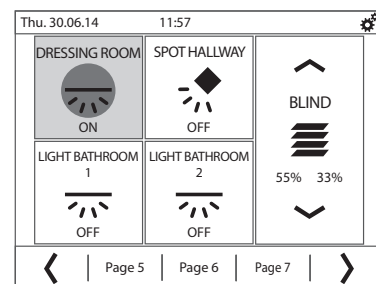 Thu. 30.06.14 11:57
DRESSING ROOM
ON
SPOT HALLWAY
OFF
BLIND
55% 33%
LIGHT BATHROOM
1
OFF
LIGHT BATHROOM
2
OFF
Page 5 Page 6 Page 7